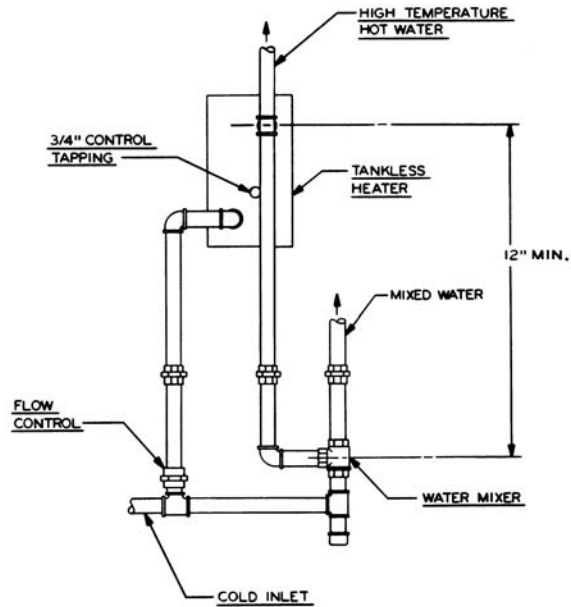 HIGH TEMPERATURE
HOT WATER
3/4" CONTROL
TAPPING
TANKLESS
HEATER
12" MIN.
MIXED WATER
FLOW
CONTROL
WATER MIXER
COLD INLET